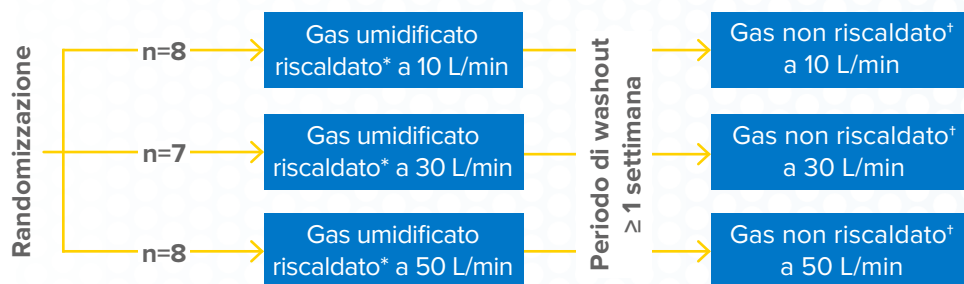 Randomizzazione
n=8
Gas umidificato
riscaldato* a 10 L/min
n=7
Gas umidificato
riscaldato* a 30 L/min
n=8
Gas umidificato
riscaldato* a 50 L/min
Periodo di washout
≥ 1 settimana
Gas non riscaldato†
a 10 L/min
Gas non riscaldato†
a 30 L/min
Gas non riscaldato†
a 50 L/min